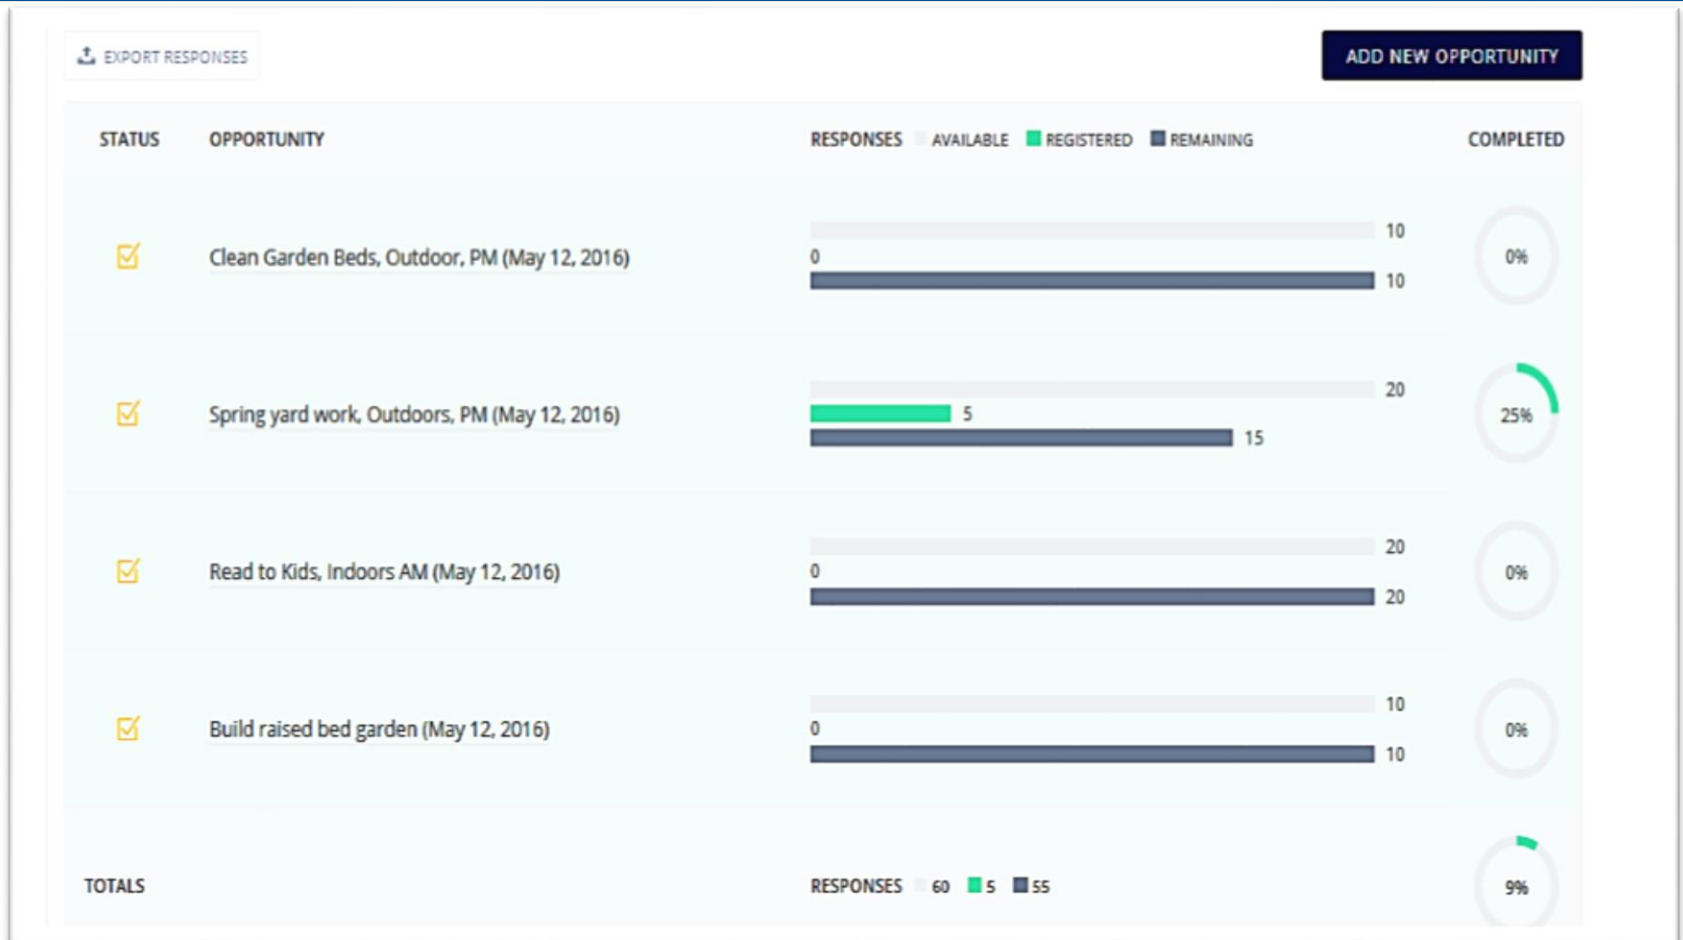 EXPORT RESPONSES
ADD NEW OPPORTUNITY
STATUS OPPORTUNITY RESPONSES AVAILABLE REGISTERED REMAINING COMPLETED
10
Clean Garden Beds, Outdoor, PM (May 12, 2016) 0 0%
10
20
Spring yard work, Outdoors, PM (May 12, 2016) 5 25%
15
20
Read to Kids, Indoors AM (May 12, 2016) 0 0%
20
10
Build raised bed garden (May 12, 2016) 0 0%
10
TOTALS RESPONSES 60 5 55 9%